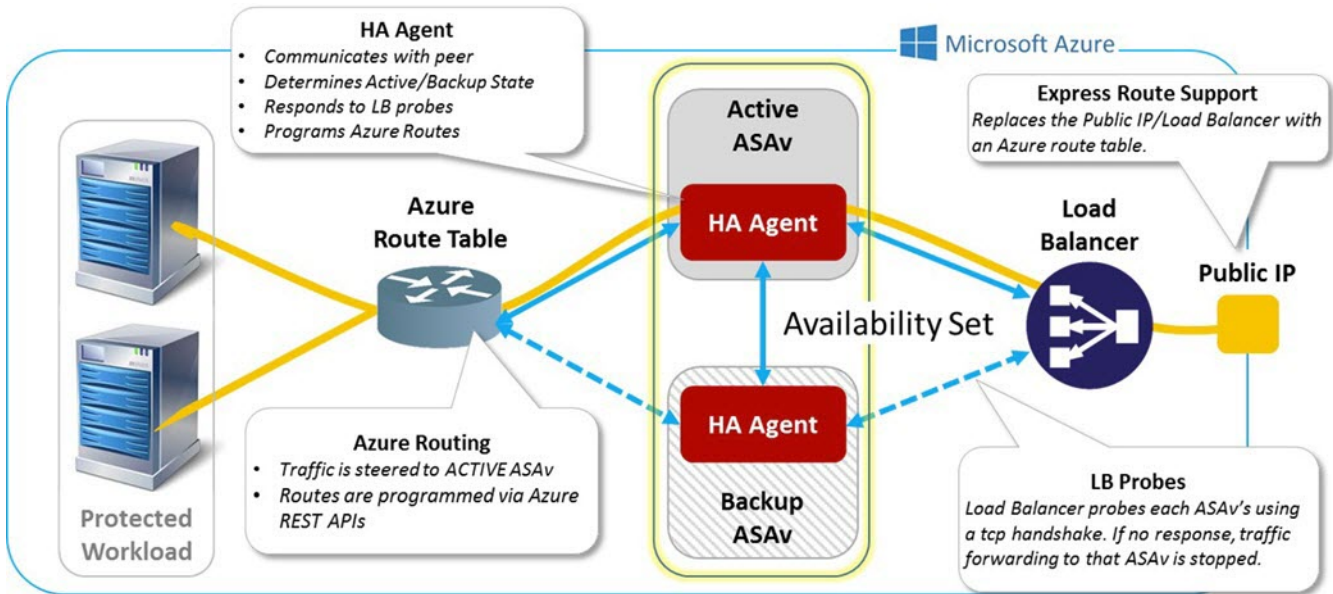 HA Agent
• Communicates with peer
• Determines Active/Backup State
• Responds to LB probes
• Programs Azure Routes
Microsoft Azure
Express Route Support
Replaces the Public IP/Load Balancer with
an Azure route table.
Active
ASAv
HA Agent
Azure
Route Table
Load
Balancer
Public IP
Availability Set
HA Agent
Backup
ASAv
Azure Routing
• Traffic is steered to ACTIVE ASAv
• Routes are programmed via Azure
REST APIs
LB Probes
Load Balancer probes each ASAv's using
a tcp handshake. If no response, traffic
forwarding to that ASAv is stopped.
Protected
Workload